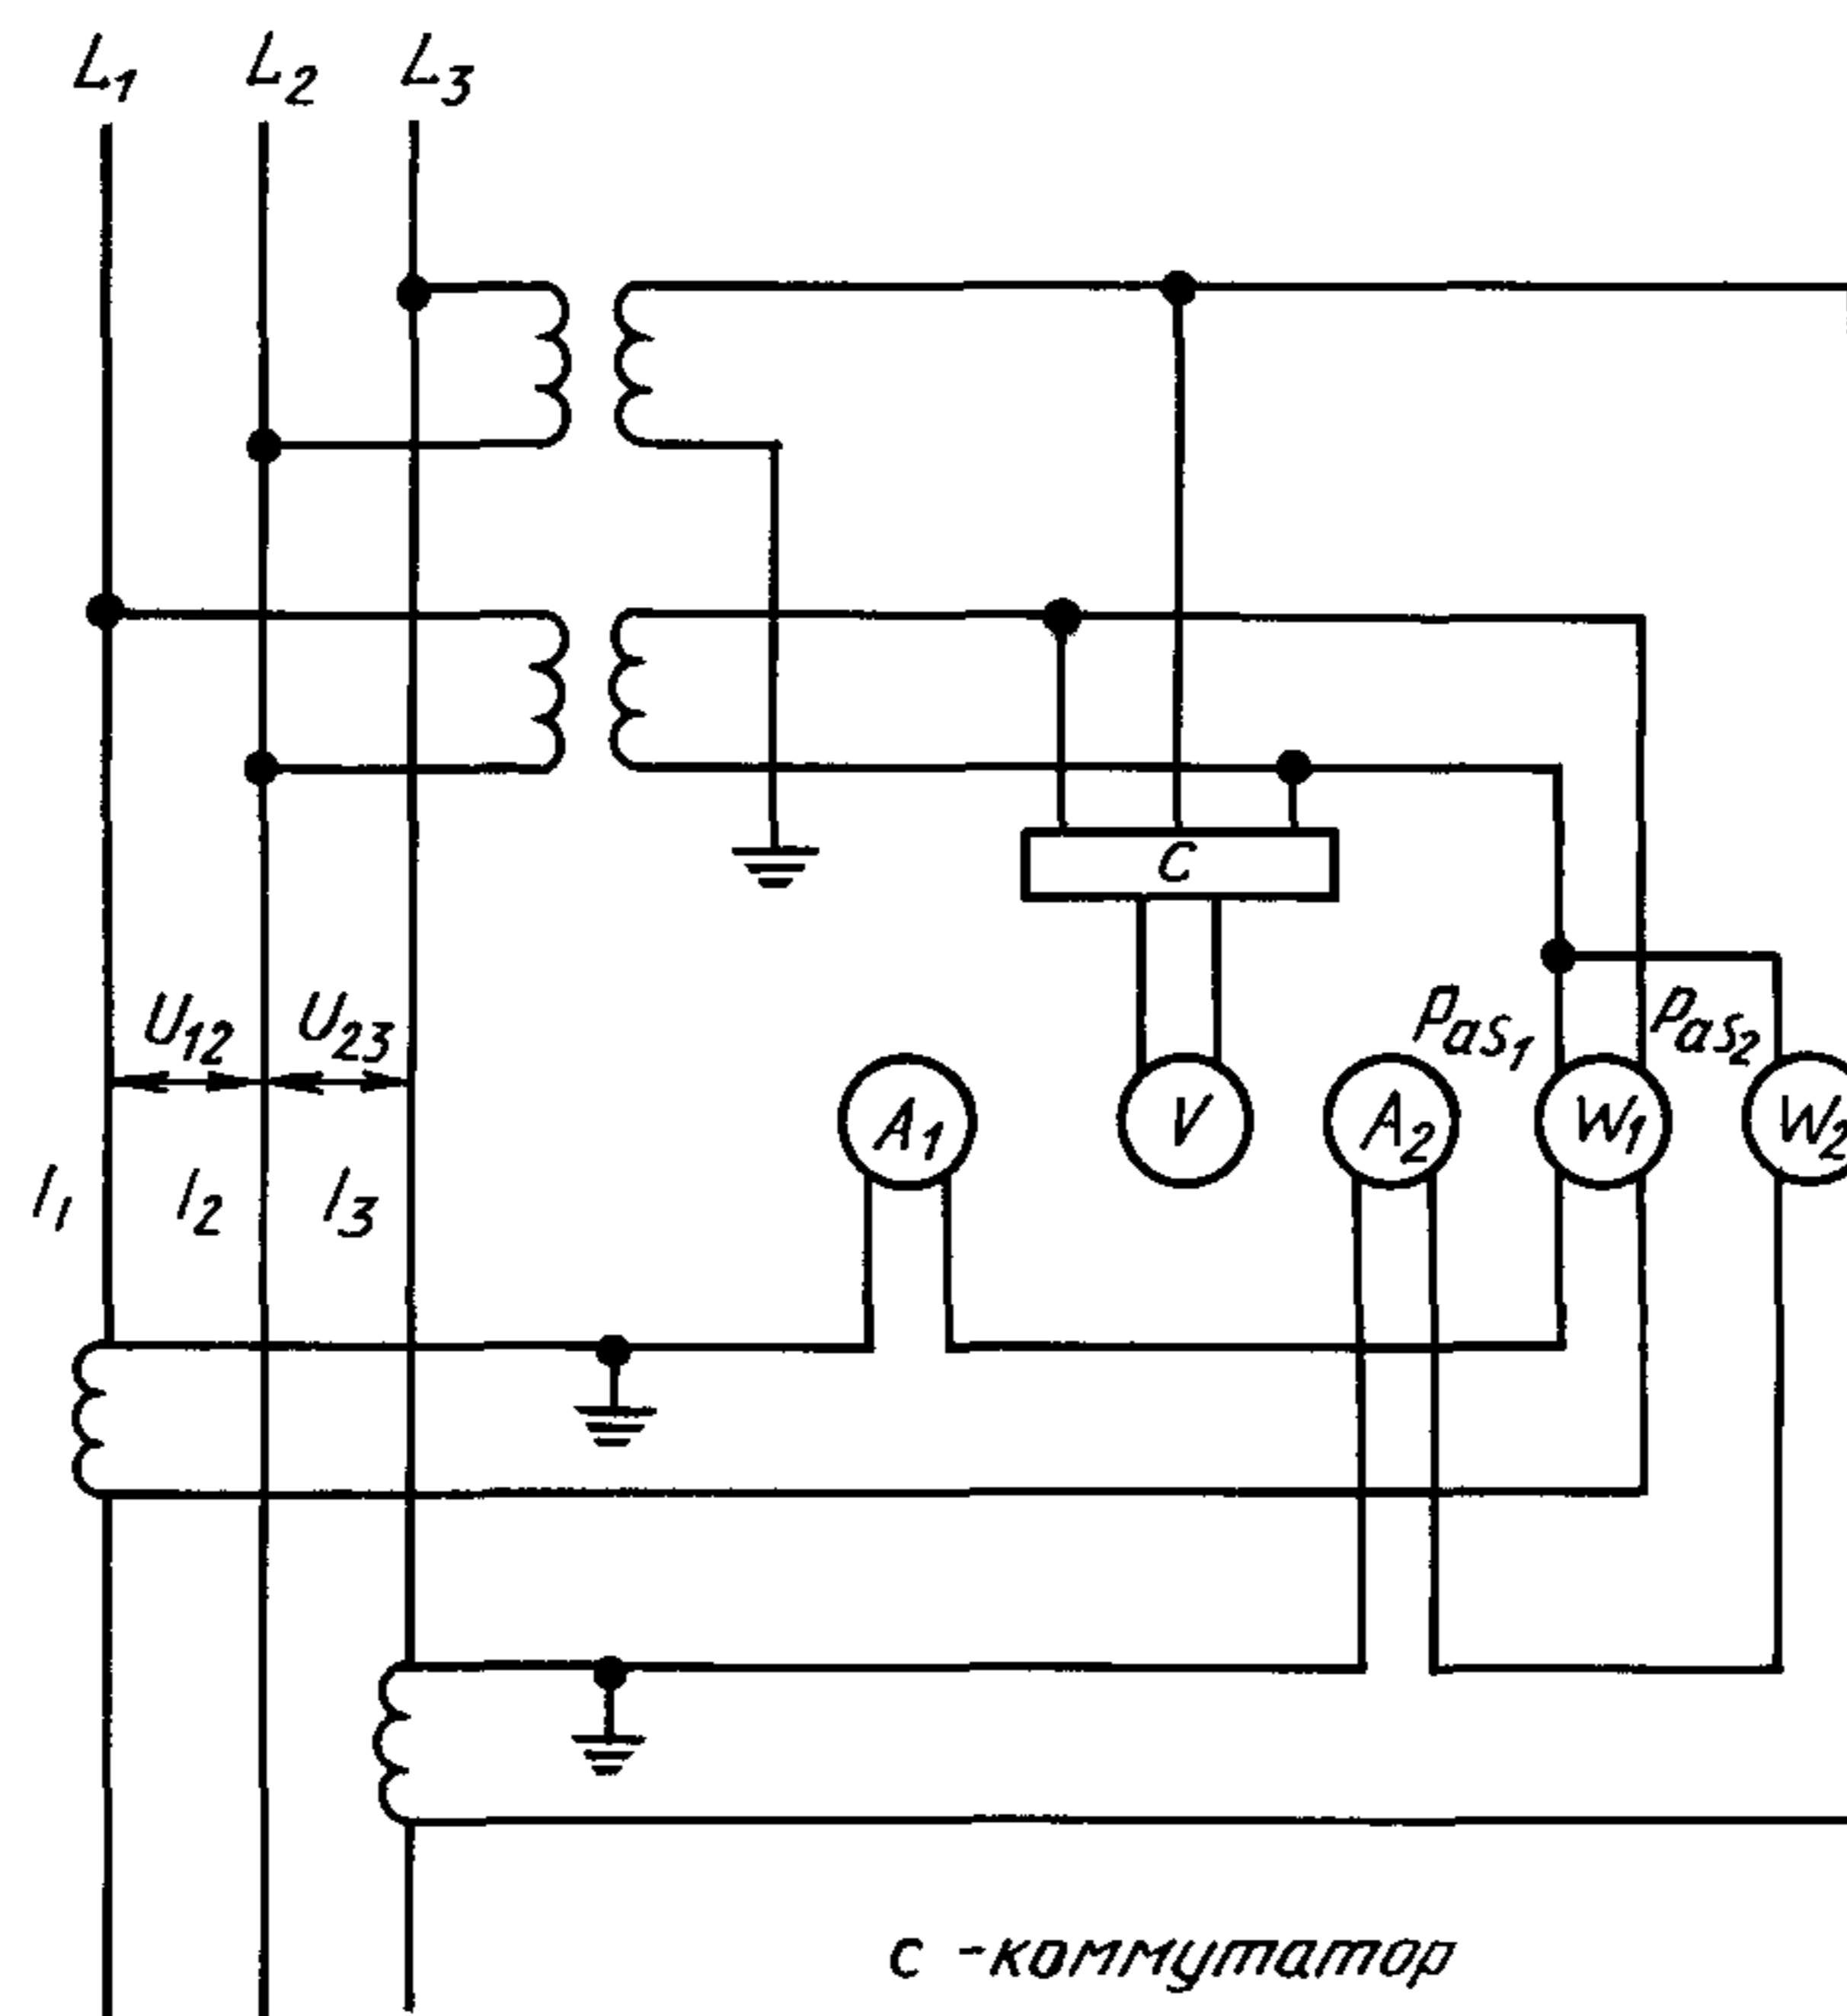 L1 L2 L3
C
U12 U23
Pas1 Pas2
A1 V A2 W1 W2
I1 I2 I3
c - коммутатор